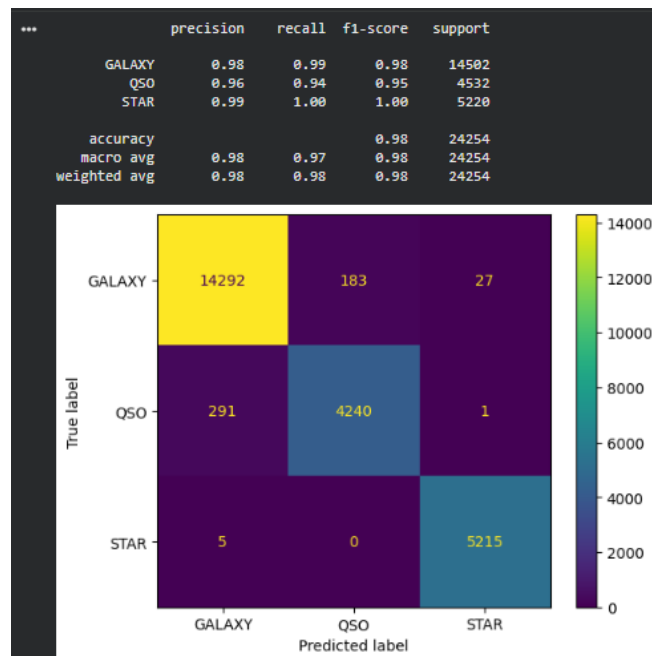 •••
precision recall f1-score support
GALAXY 0.98 0.99 0.98 14502
QSO 0.96 0.94 0.95 4532
STAR 0.99 1.00 1.00 5220
accuracy 0.98 24254
macro avg 0.98 0.97 0.98 24254
weighted avg 0.98 0.98 0.98 24254
14000
GALAXY 14292 183 27
12000
10000
True label
QSO 291 4240 1
8000
6000
4000
STAR 5 0 5215
2000
0
GALAXY QSO STAR
Predicted label